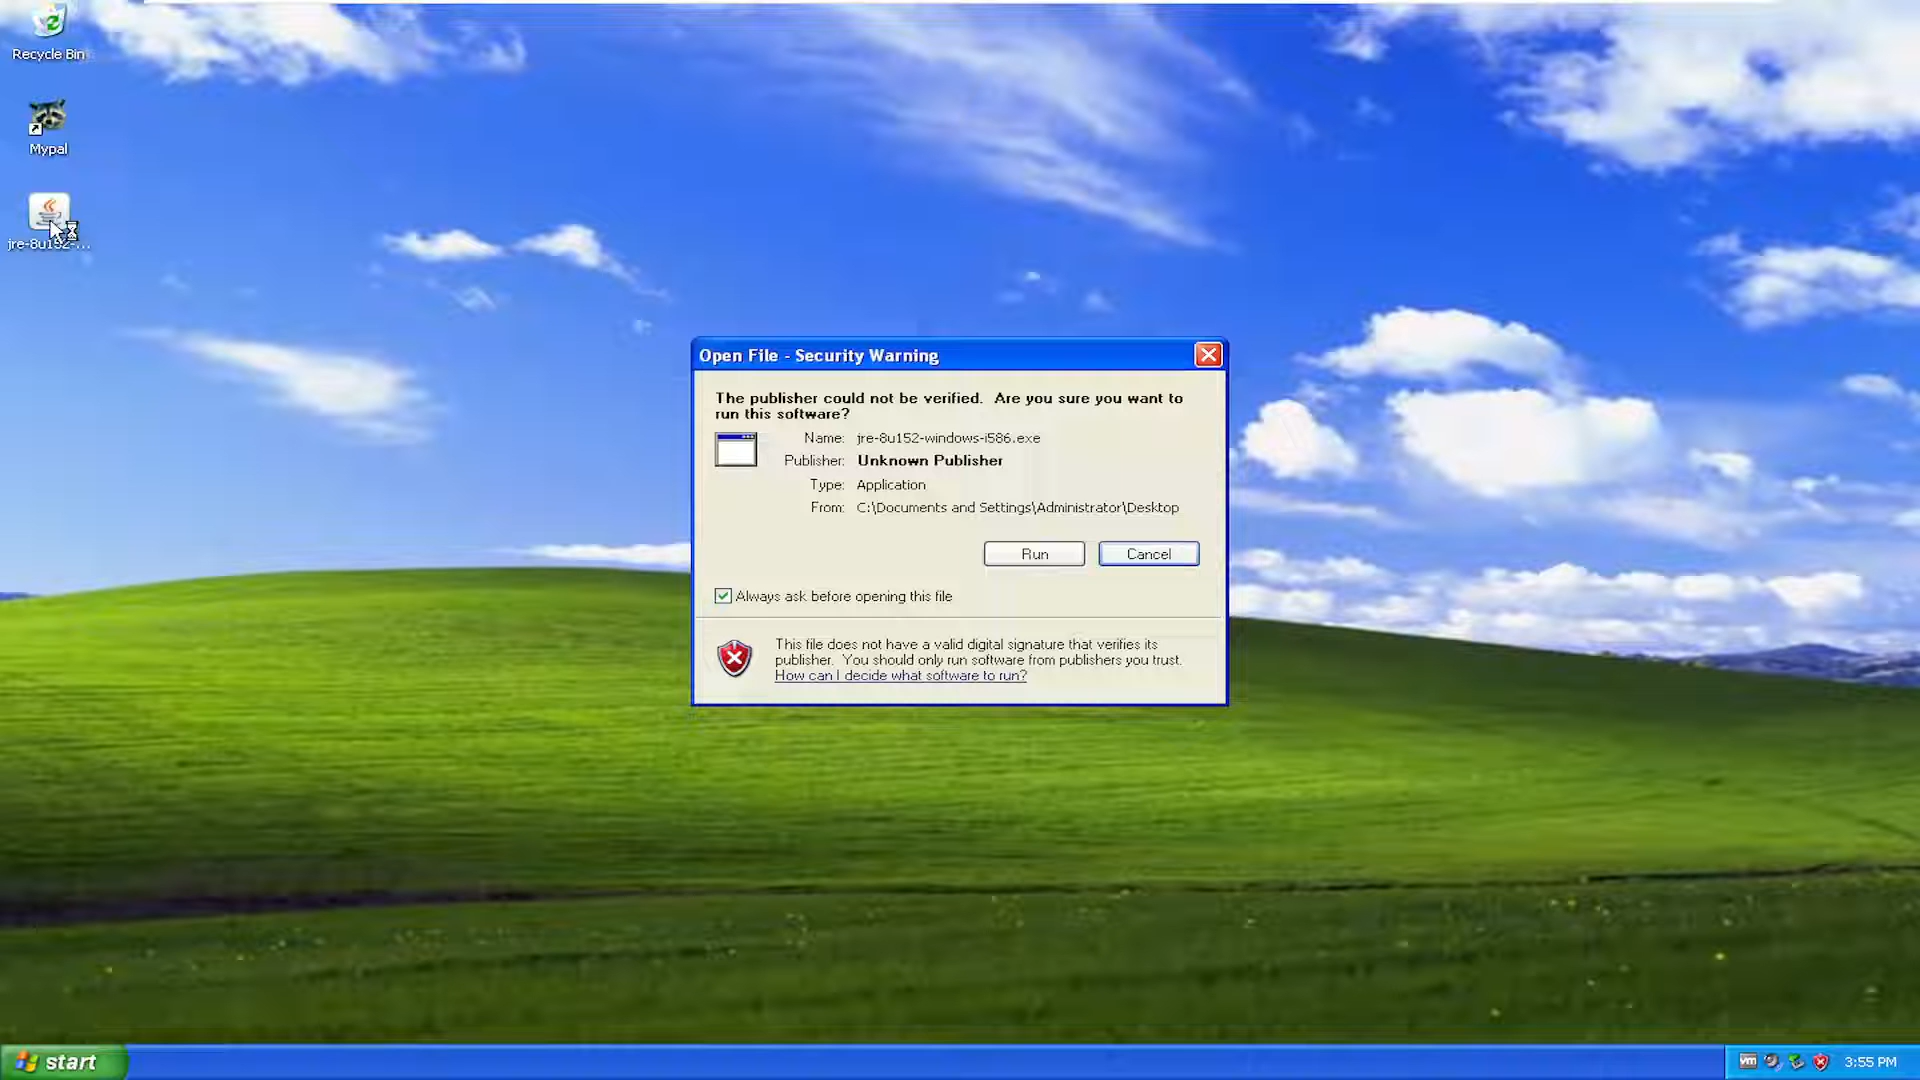 Recycle Bin
Mypal
jre-8u152-...
Open File - Security Warning
The publisher could not be verified. Are you sure you want to
run this software?
Name: jre-8u152-windows-i586.exe
Publisher: Unknown Publisher
Type: Application
From: C:\Documents and Settings\Administrator\Desktop
Run Cancel
Always ask before opening this file
This file does not have a valid digital signature that verifies its
publisher. You should only run software from publishers you trust.
How can I decide what software to run?
start
vm
3:55 PM